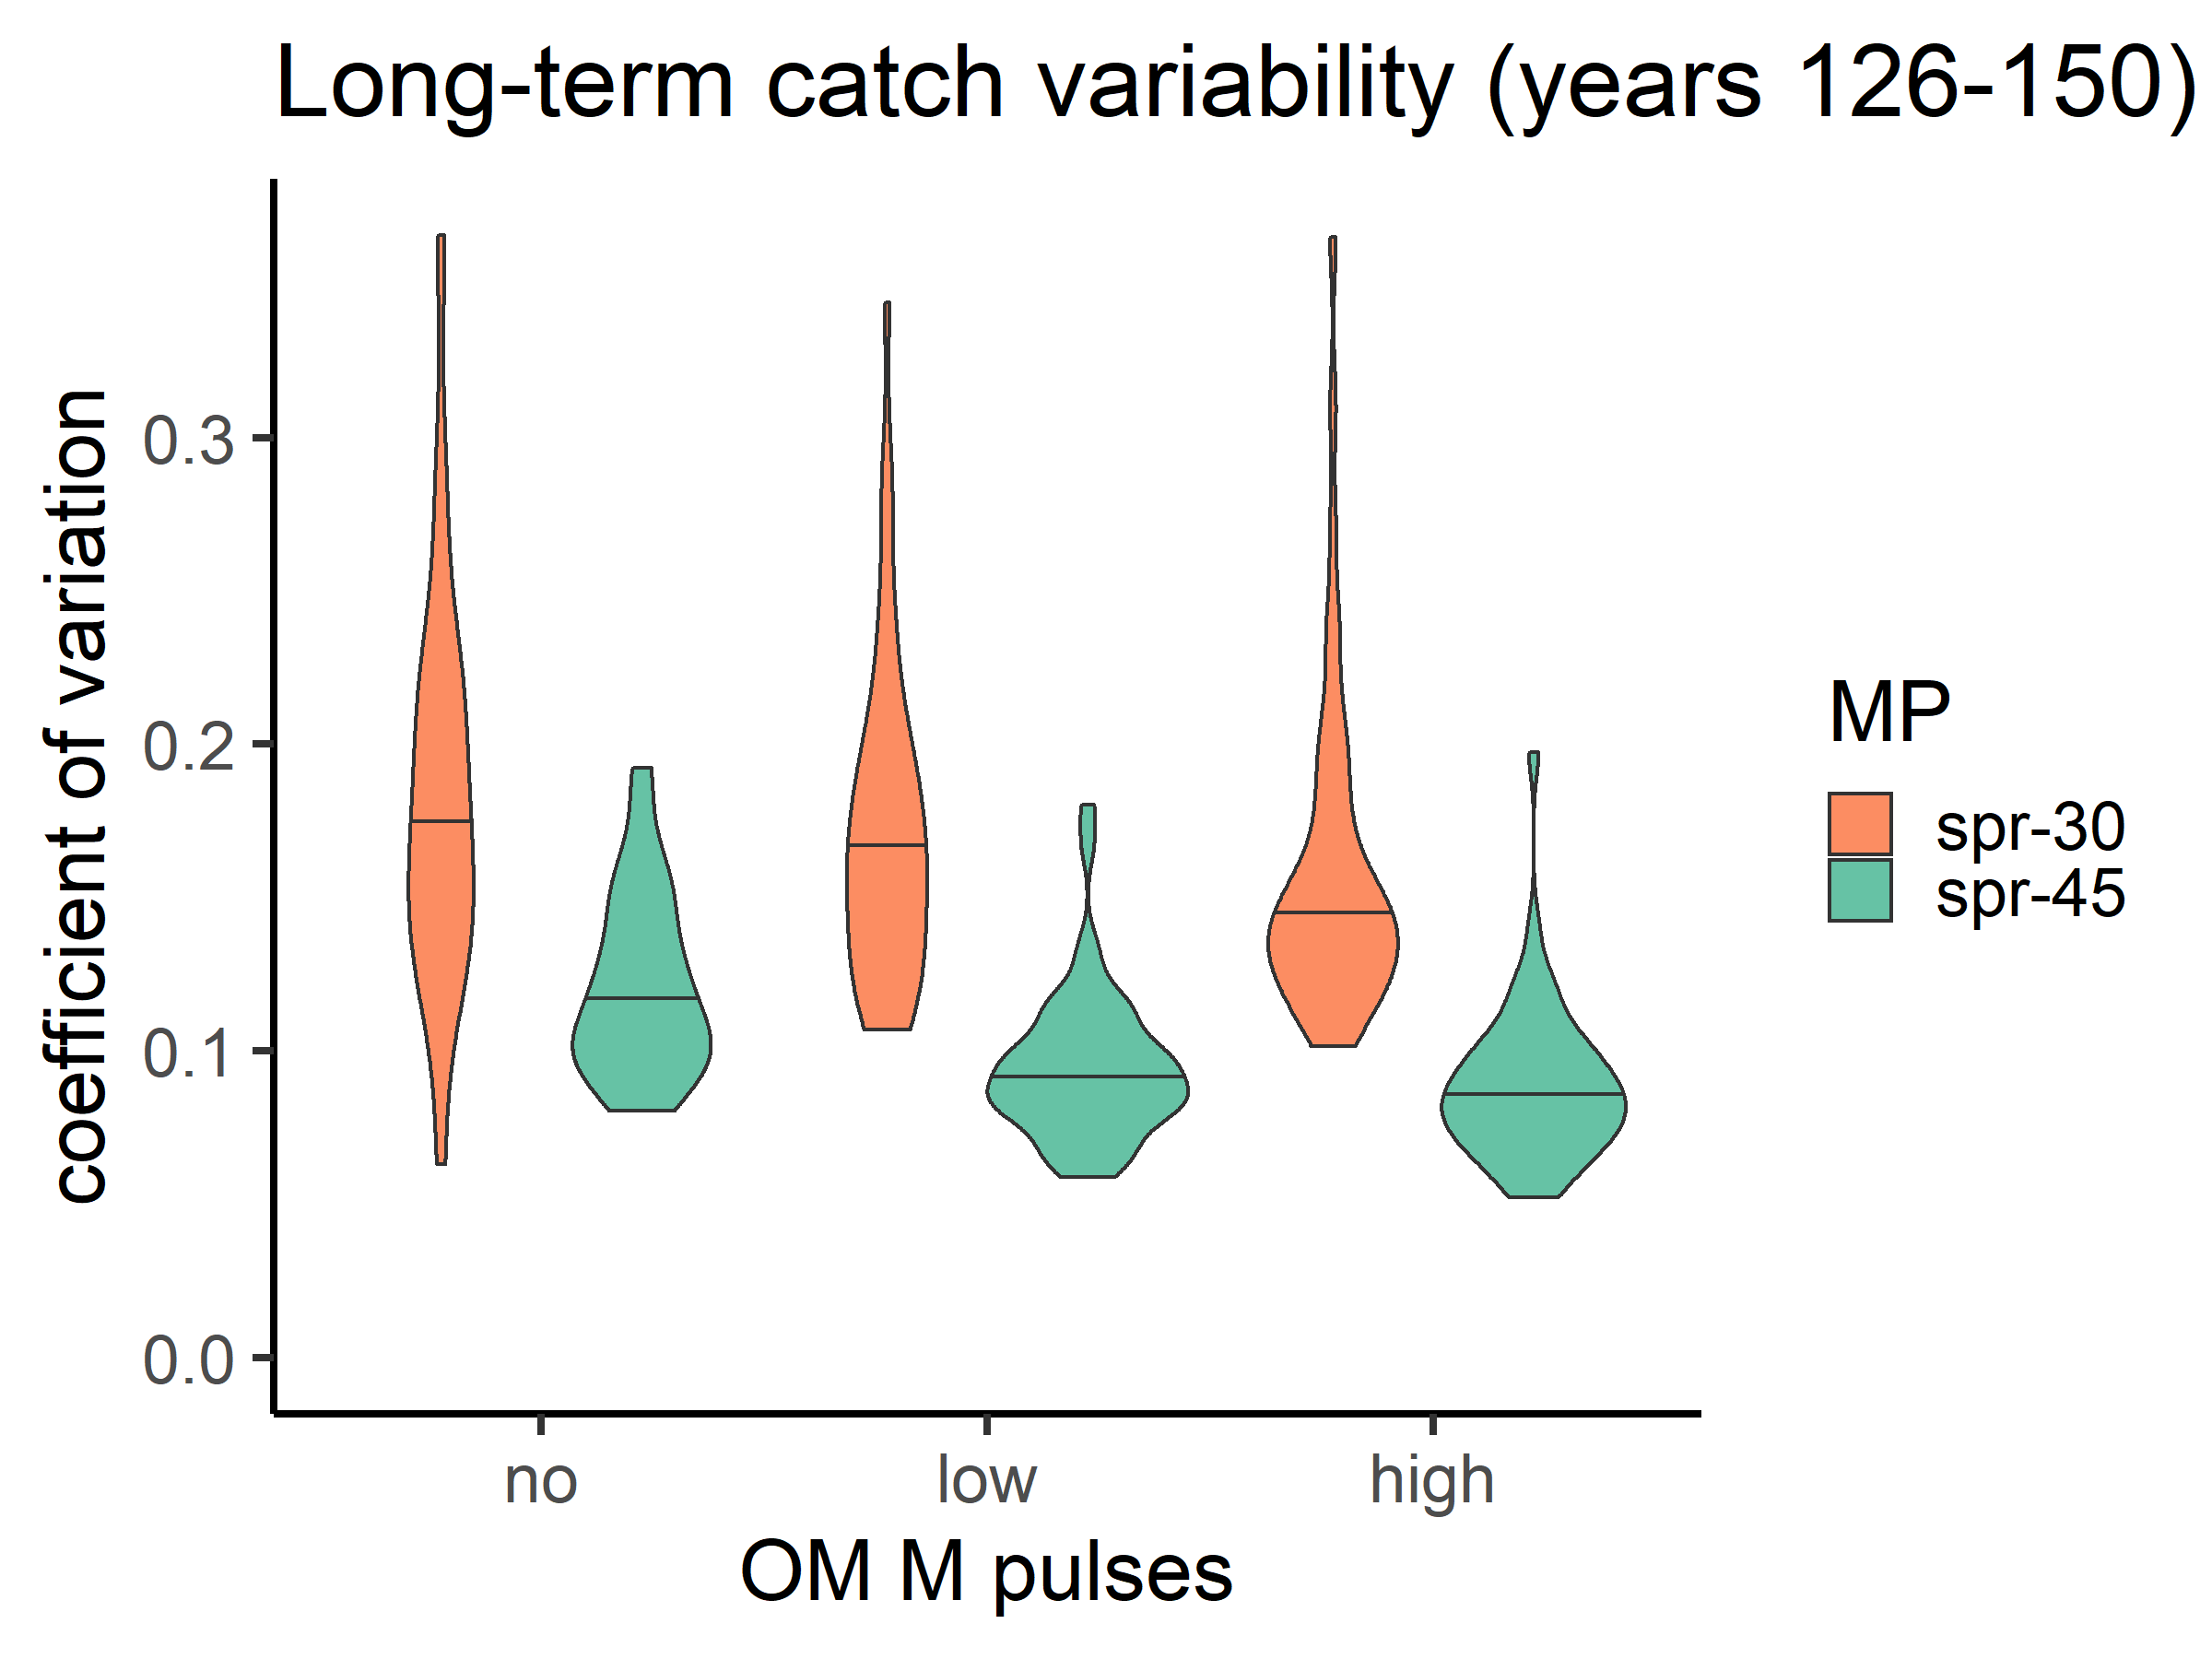 Long-term catch variability (years 126-150)
coefficient of variation
0.3
0.2
0.1
0.0
no
low
high
OM M pulses
MP
spr-30
spr-45